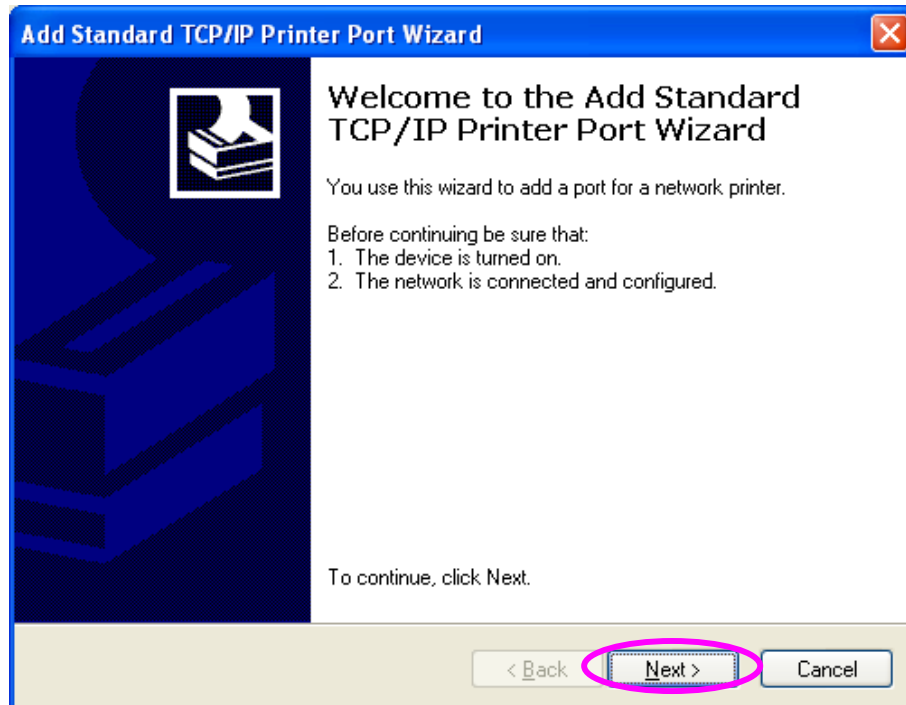 Add Standard TCP/IP Printer Port Wizard
Welcome to the Add Standard
TCP/IP Printer Port Wizard
You use this wizard to add a port for a network printer.
Before continuing be sure that:
1. The device is turned on.
2. The network is connected and configured.
To continue, click Next.
< Back Next > Cancel